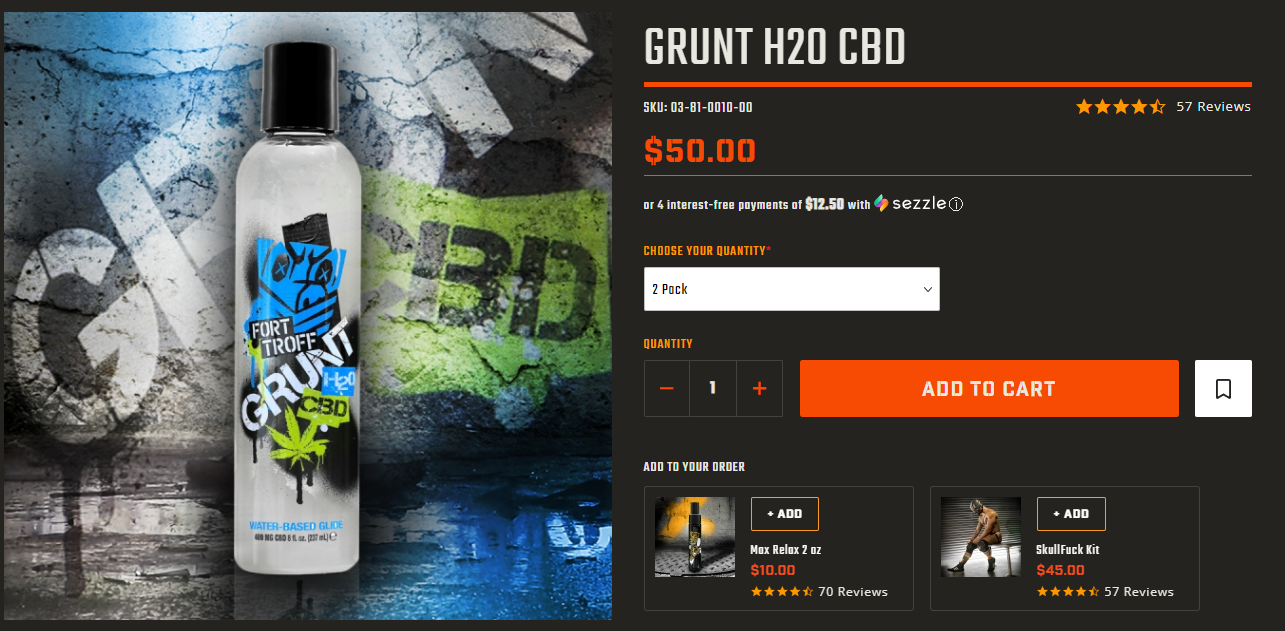 GRUNT H2O CBD
SKU: 03-81-0010-00
57 Reviews
$50.00
or 4 interest-free payments of $12.50 with sezzle
CHOOSE YOUR QUANTITY*
2 Pack
QUANTITY
− 1 +
ADD TO CART
ADD TO YOUR ORDER
+ ADD
Max Relax 2 oz
$10.00
70 Reviews
+ ADD
SkullFuck Kit
$45.00
57 Reviews
CBD
FORT
TROFF
GRUNT
H2O
CBD
WATER-BASED GLIDE
400 MG CBD 8 fl. oz. (237 mL)